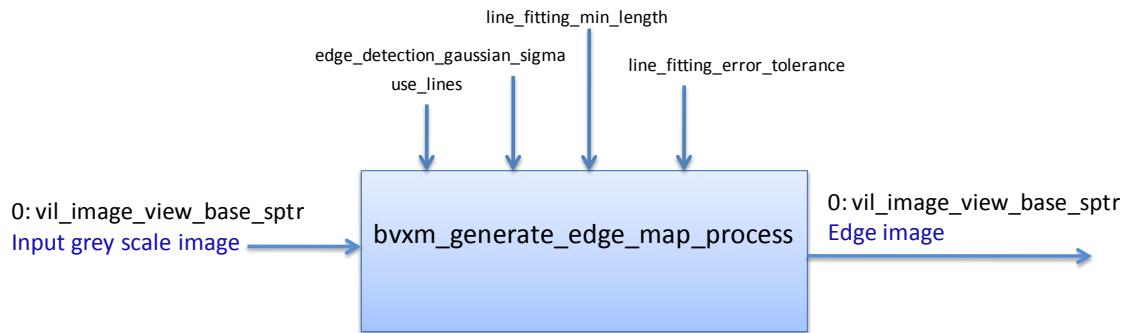 line_fitting_min_length
edge_detection_gaussian_sigma
use_lines
line_fitting_error_tolerance
0: vil_image_view_base_sptr
Input grey scale image
bvxm_generate_edge_map_process
0: vil_image_view_base_sptr
Edge image